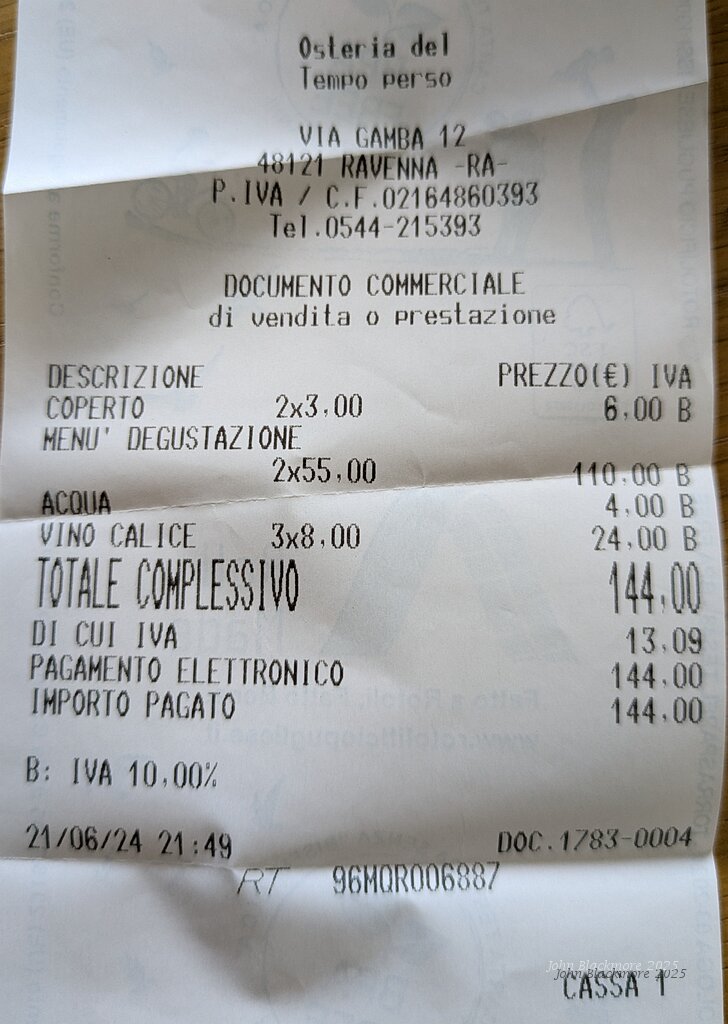 Osteria del
Tempo perso
VIA GAMBA 12
48121 RAVENNA -RA-
P.IVA / C.F.02164860393
Tel.0544-215393
DOCUMENTO COMMERCIALE
di vendita o prestazione
DESCRIZIONE PREZZO(€) IVA
COPERTO 2x3,00 6,00 B
MENU' DEGUSTAZIONE
2x55,00 110,00 B
ACQUA 4,00 B
VINO CALICE 3x8,00 24,00 B
TOTALE COMPLESSIVO 144,00
DI CUI IVA 13,09
PAGAMENTO ELETTRONICO 144,00
IMPORTO PAGATO 144,00
B: IVA 10,00%
21/06/24 21:49 DOC.1783-0004
RT 96MQR006887
John Blackmore 2025
John Blackmore 2025
CASSA 1